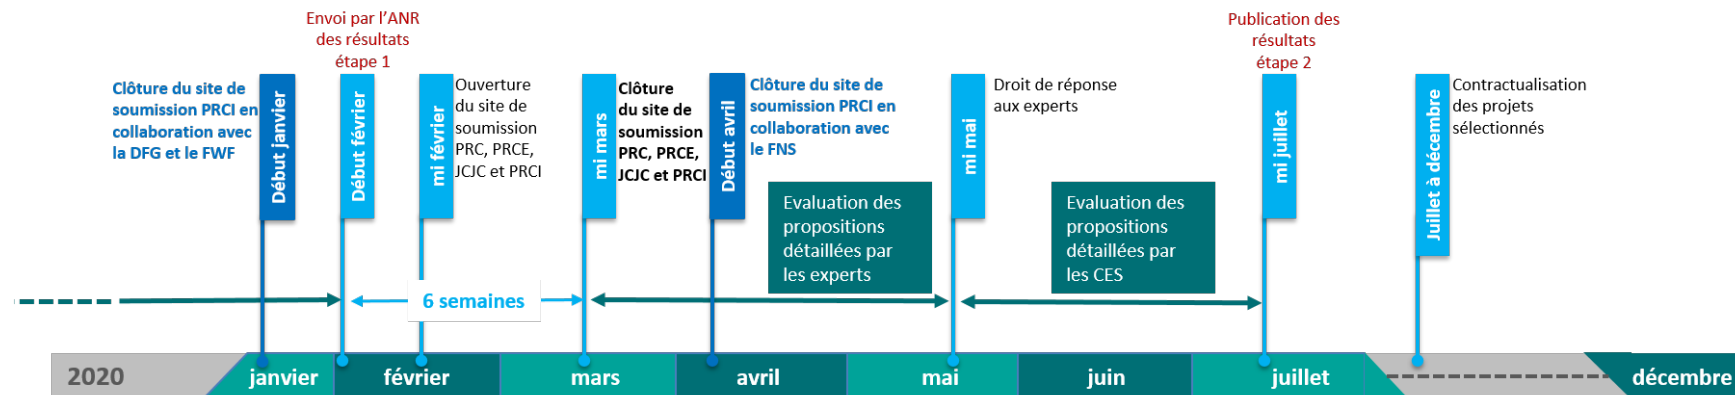 Clôture du site de
soumission PRCI en
collaboration avec
la DFG et le FWF
Début janvier
Envoi par l’ANR
des résultats
étape 1
Début février
mi février
Ouverture
du site de
soumission
PRC, PRCE,
JCJC et PRCI
mi mars
Clôture
du site de
soumission
PRC, PRCE,
JCJC et PRCI
Début avril
Clôture du site de
soumission PRCI en
collaboration avec
le FNS
Evaluation des
propositions
détaillées par
les experts
mi mai
Droit de réponse
aux experts
Evaluation des
propositions
détaillées par
les CES
Publication des
résultats
étape 2
mi juillet
Juillet à décembre
Contractualisation
des projets
sélectionnés
6 semaines
2020
janvier
février
mars
avril
mai
juin
juillet
décembre